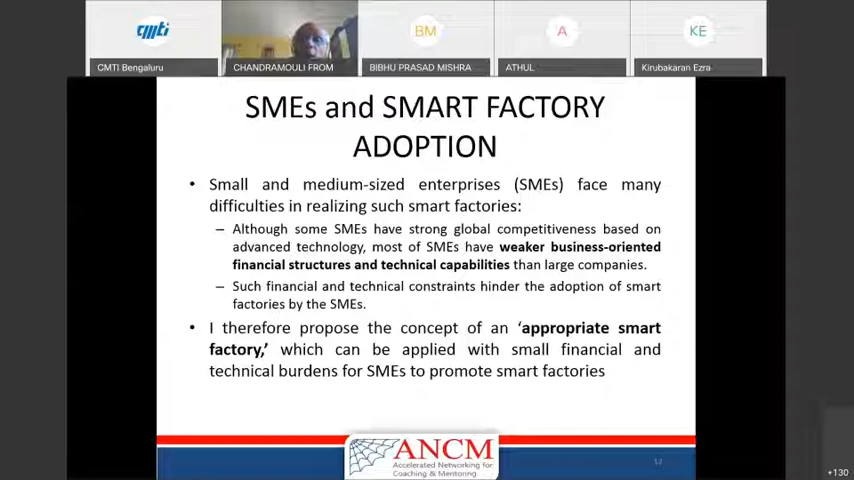 cmti
BM
A
KE
CMTI Bengaluru
CHANDRAMOULI FROM
BIBHU PRASAD MISHRA
ATHUL
Kirubakaran Ezra
SMEs and SMART FACTORY
ADOPTION
• Small and medium-sized enterprises (SMEs) face many
difficulties in realizing such smart factories:
– Although some SMEs have strong global competitiveness based on
advanced technology, most of SMEs have weaker business-oriented
financial structures and technical capabilities than large companies.
– Such financial and technical constraints hinder the adoption of smart
factories by the SMEs.
• I therefore propose the concept of an ‘appropriate smart
factory,’ which can be applied with small financial and
technical burdens for SMEs to promote smart factories
ANCM
Accelerated Networking for
Coaching & Mentoring
+130